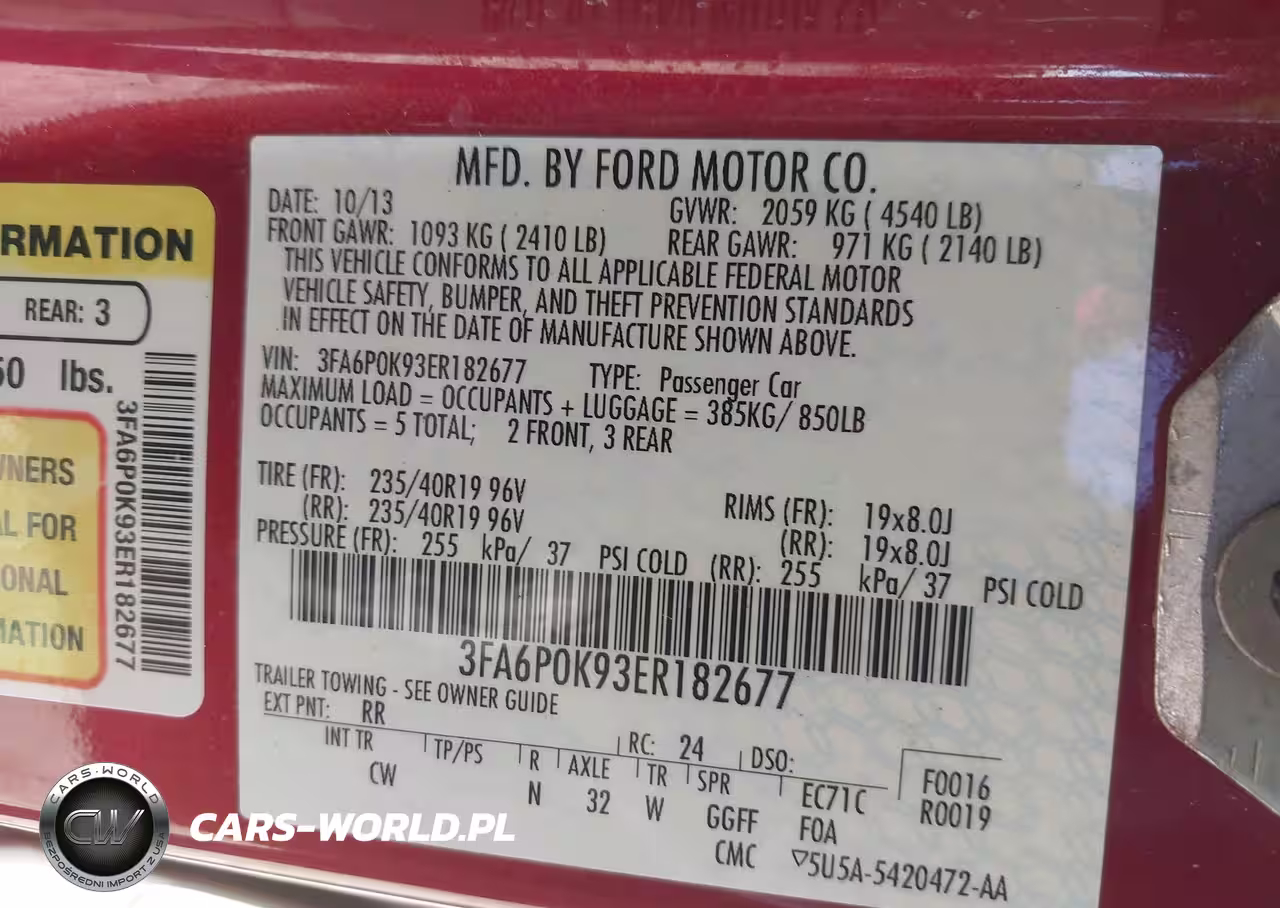 MFD. BY FORD MOTOR CO.
DATE: 10/13 GVWR: 2059 KG ( 4540 LB)
FRONT GAWR: 1093 KG ( 2410 LB) REAR GAWR: 971 KG ( 2140 LB)
THIS VEHICLE CONFORMS TO ALL APPLICABLE FEDERAL MOTOR
VEHICLE SAFETY, BUMPER, AND THEFT PREVENTION STANDARDS
IN EFFECT ON THE DATE OF MANUFACTURE SHOWN ABOVE.
VIN: 3FA6P0K93ER182677 TYPE: Passenger Car
MAXIMUM LOAD = OCCUPANTS + LUGGAGE = 385KG/ 850LB
OCCUPANTS = 5 TOTAL; 2 FRONT, 3 REAR
TIRE (FR): 235/40R19 96V RIMS (FR): 19x8.0J
(RR): 235/40R19 96V (RR): 19x8.0J
PRESSURE (FR): 255 kPa/ 37 PSI COLD (RR): 255 kPa/ 37 PSI COLD
3FA6P0K93ER182677
TRAILER TOWING - SEE OWNER GUIDE
EXT PNT: RR RC: 24 DSO:
INT TR TP/PS R AXLE TR SPR EC71C F0016
CW N 32 W GGFF F0A R0019
CMC ▽5U5A-5420472-AA
RMATION
REAR: 3
50 lbs.
3FA6P0K93ER182677
WNERS
AL FOR
ONAL
MATION
CARS-WORLD
CW
BEZPOŚREDNI IMPORT Z USA
CARS-WORLD.PL